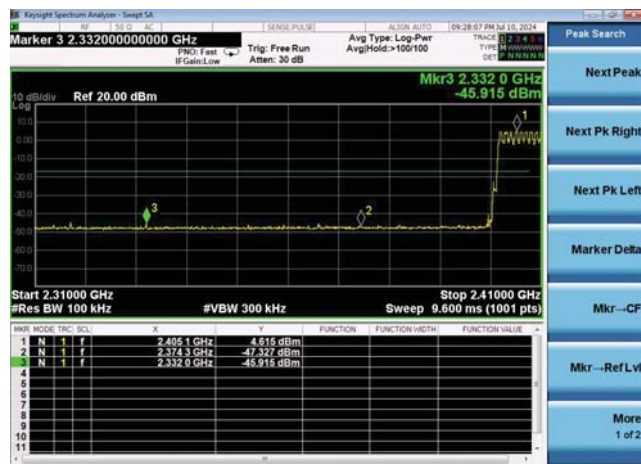 Keysight Spectrum Analyzer - Swept SA
RF 50 Ω AC SENSE:PULSE ALIGN AUTO 09:28:07 PM Jul 10, 2024
Marker 3 2.332000000000 GHz
PNO: Fast
IFGain:Low
Trig: Free Run
Atten: 30 dB
Avg Type: Log-Pwr
Avg|Hold:>100/100
TRACE 1 2 3 4 5 6
TYPE M W W W W W
DET P N N N N N
Peak Search
Mkr3 2.332 0 GHz
-45.915 dBm
10 dB/div Ref 20.00 dBm
Log
10.0
0.00
-10.0
-20.0
-30.0
-40.0
-50.0
-60.0
-70.0
1
2
3
Start 2.31000 GHz Stop 2.41000 GHz
#Res BW 100 kHz #VBW 300 kHz Sweep 9.600 ms (1001 pts)
MKR MODE TRC SCL X Y FUNCTION FUNCTION WIDTH FUNCTION VALUE
1 N 1 f 2.405 1 GHz 4.615 dBm
2 N 1 f 2.374 3 GHz -47.327 dBm
3 N 1 f 2.332 0 GHz -45.915 dBm
4
5
6
7
8
9
10
11
Next Peak
Next Pk Right
Next Pk Left
Marker Delta
Mkr→CF
Mkr→Ref Lvl
More
1 of 2